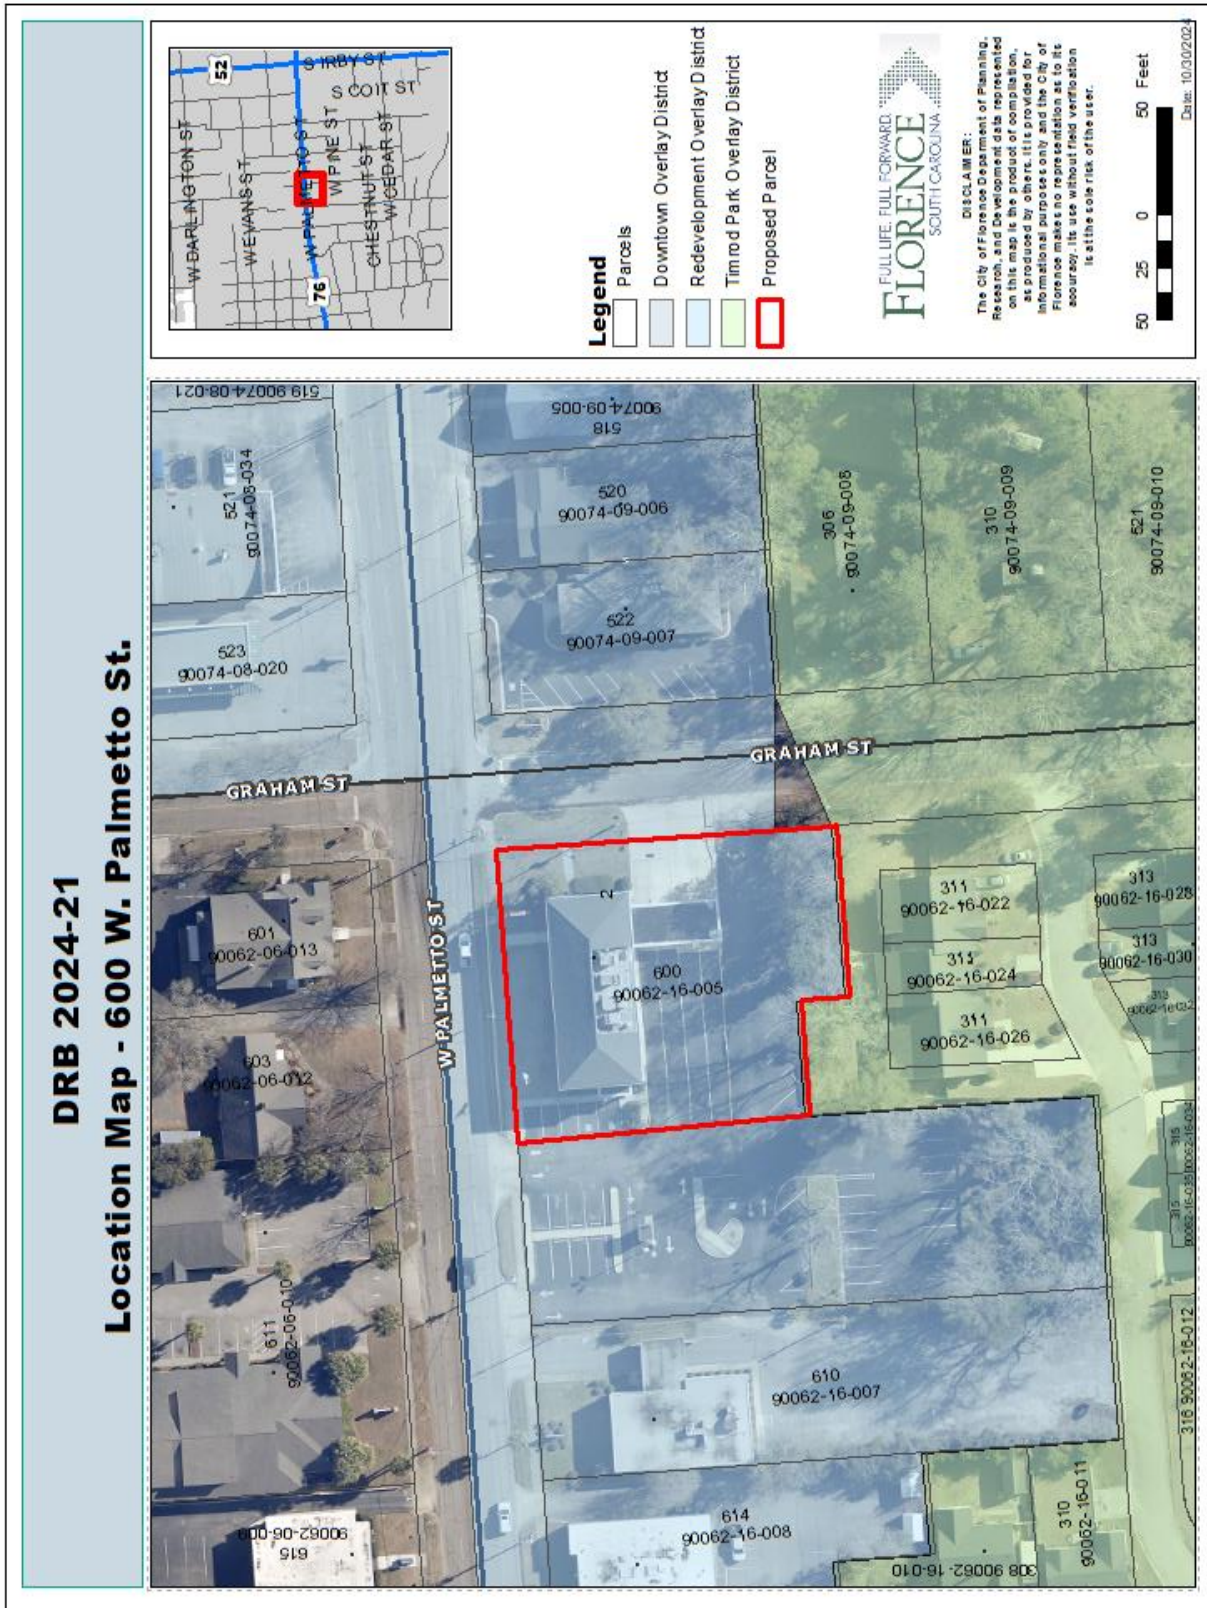 DRB 2024-21
Location Map - 600 W. Palmetto St.
519 90074-08-021
521
90074-08-034
523
90074-08-020
GRAHAM ST
601
90062-06-013
603
90062-06-012
611
90062-06-010
615
90062-06-009
W PALMETTO ST
518
90074-09-005
520
90074-09-006
522
90074-09-007
2
600
90062-16-005
610
90062-16-007
614
90062-16-008
GRAHAM ST
306
90074-09-008
310
90074-09-009
521
90074-09-010
311
90062-16-022
90062-16-024
311
90062-16-026
313
90062-16-028
313
90062-16-030
313
315
90062-16-034
315
90062-16-035
316 90062-16-012
310
90062-16-011
308 90062-16-010
52
76
W DARLINGTON ST
W EVANS ST
W PALMETTO ST
W PINE ST
CHESTNUT ST
W CEDAR ST
S IRBY ST
S COIT ST
Legend
Parcels
Downtown Overlay District
Redevelopment Overlay District
Timrod Park Overlay District
Proposed Parcel
FULL LIFE. FULL FORWARD.
FLORENCE
SOUTH CAROLINA
DISCLAIMER:
The City of Florence Deparment of Planning,
Research, and Development data represented
on this map is the product of compilation,
as produced by others. It is provided for
informational purposes only and the City of
Florence makes no representation as to its
accuracy. Its use without field verification
is at the sole risk of the user.
50 25 0 50 Feet
Date: 10/30/2024